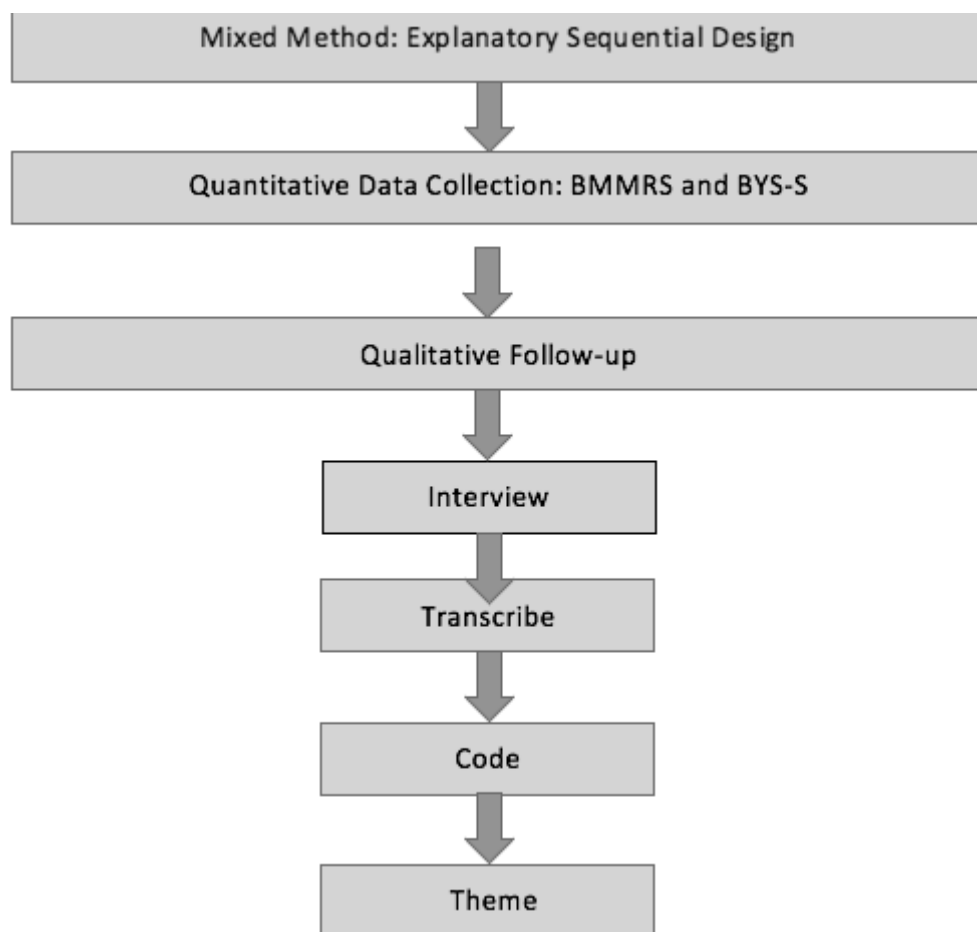 Mixed Method: Explanatory Sequential Design
Quantitative Data Collection: BMMRS and BYS-S
Qualitative Follow-up
Interview
Transcribe
Code
Theme